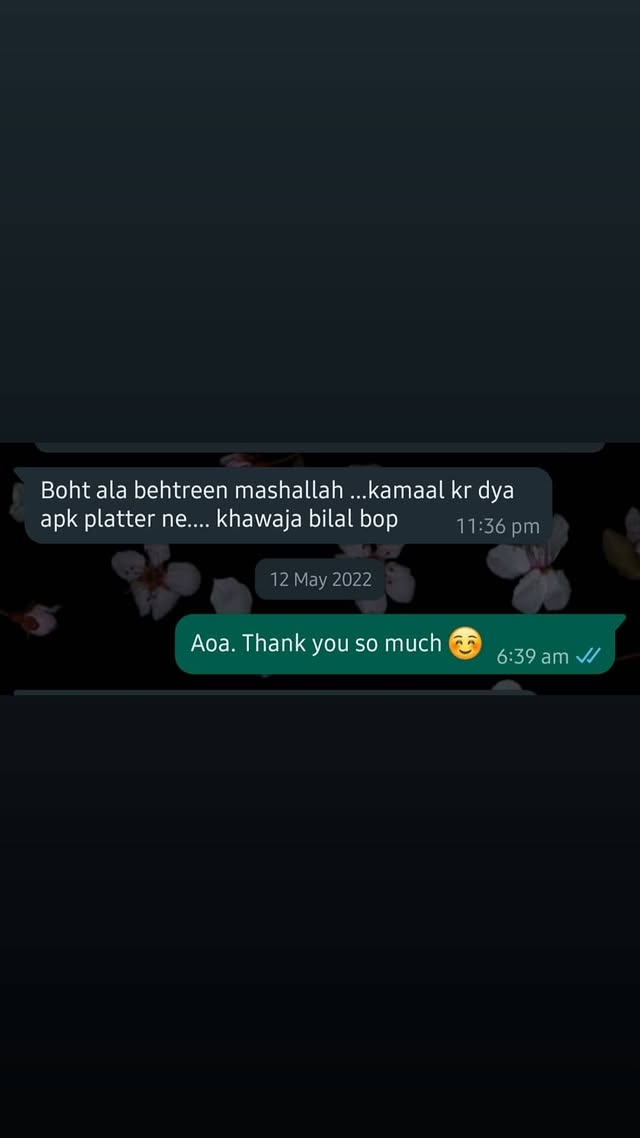 Boht ala behtreen mashallah ...kamaal kr dya
apk platter ne.... khawaja bilal bop
11:36 pm
12 May 2022
Aoa. Thank you so much ☺️
6:39 am